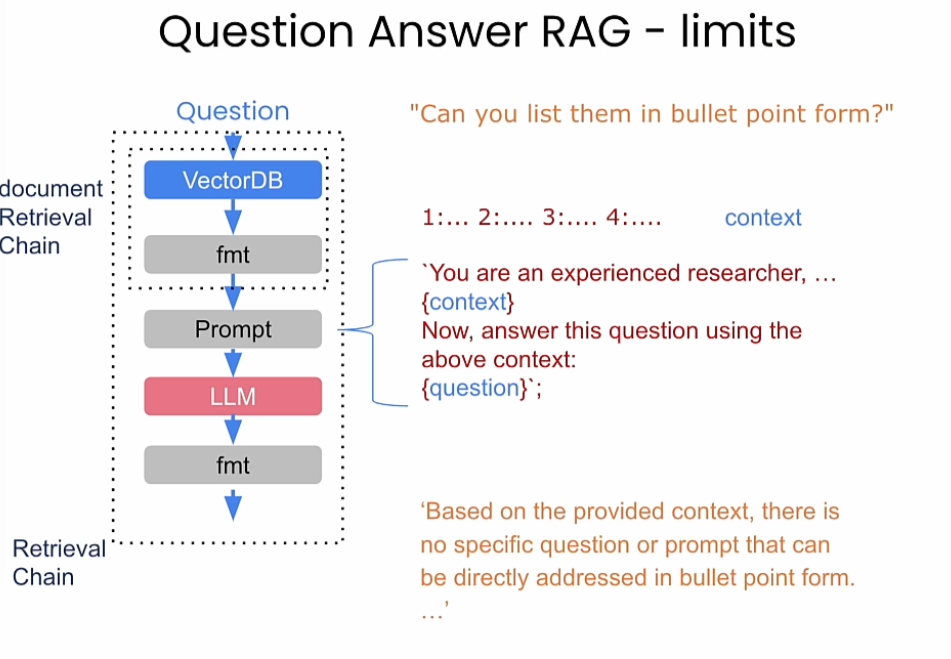 Question Answer RAG - limits
Question
"Can you list them in bullet point form?"
document
Retrieval
Chain
VectorDB
fmt
Prompt
LLM
fmt
Retrieval
Chain
1:... 2:.... 3:.... 4:....
context
`You are an experienced researcher, ...
{context}
Now, answer this question using the
above context:
{question}`;
‘Based on the provided context, there is
no specific question or prompt that can
be directly addressed in bullet point form.
...’